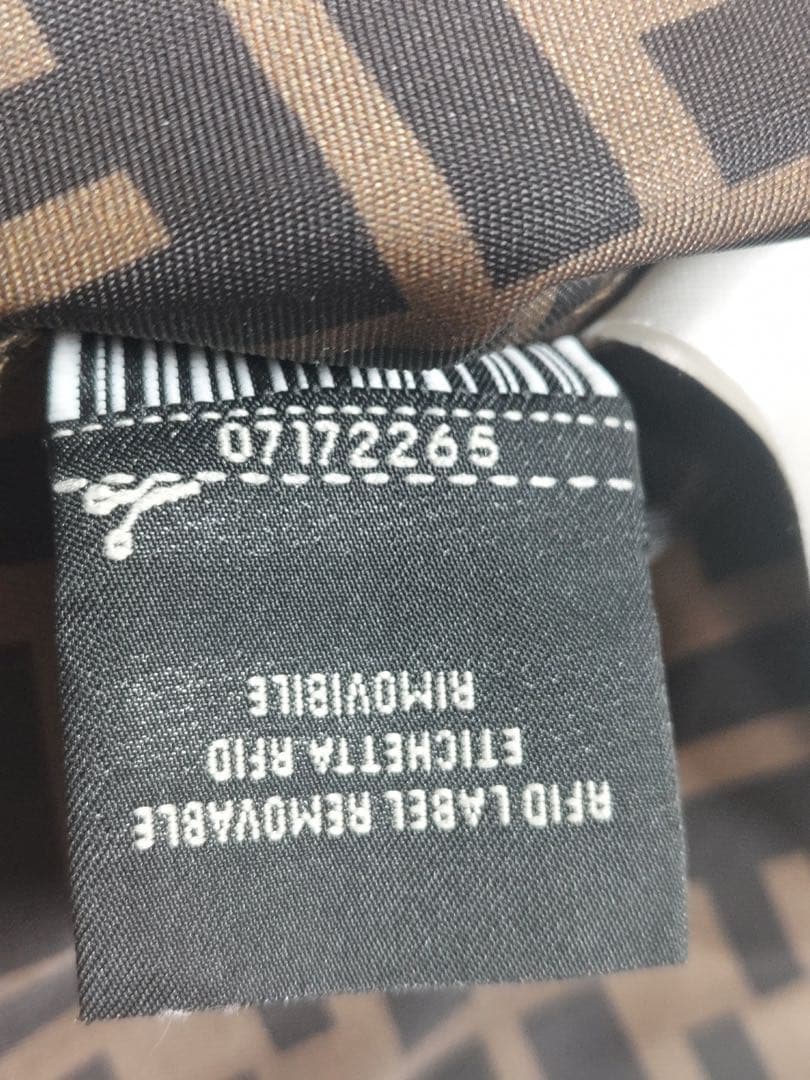 07172265
RFID LABEL REMOVABLE
ETICHETTA RFID
RIMOVIBILE